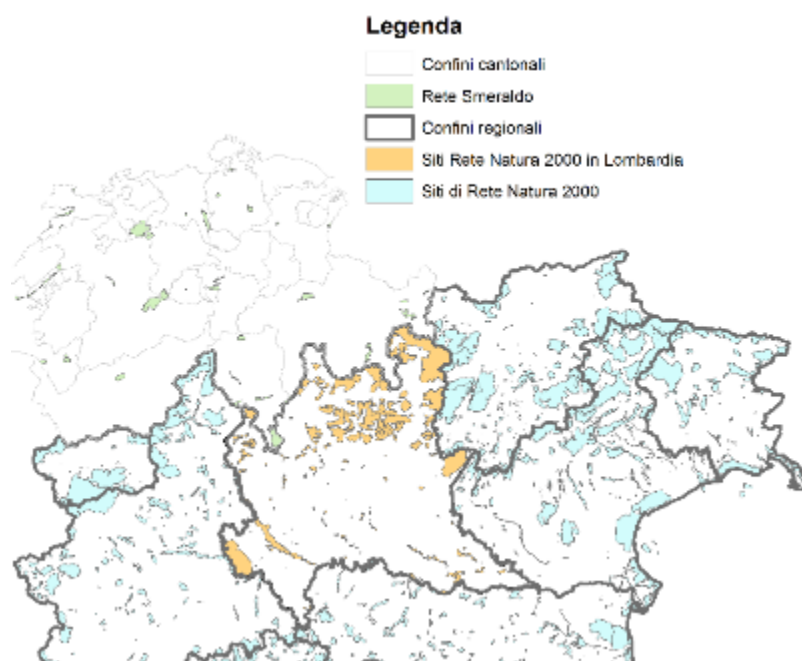 Legenda
Confini cantonali
Rete Smeraldo
Confini regionali
Siti Rete Natura 2000 in Lombardia
Siti di Rete Natura 2000